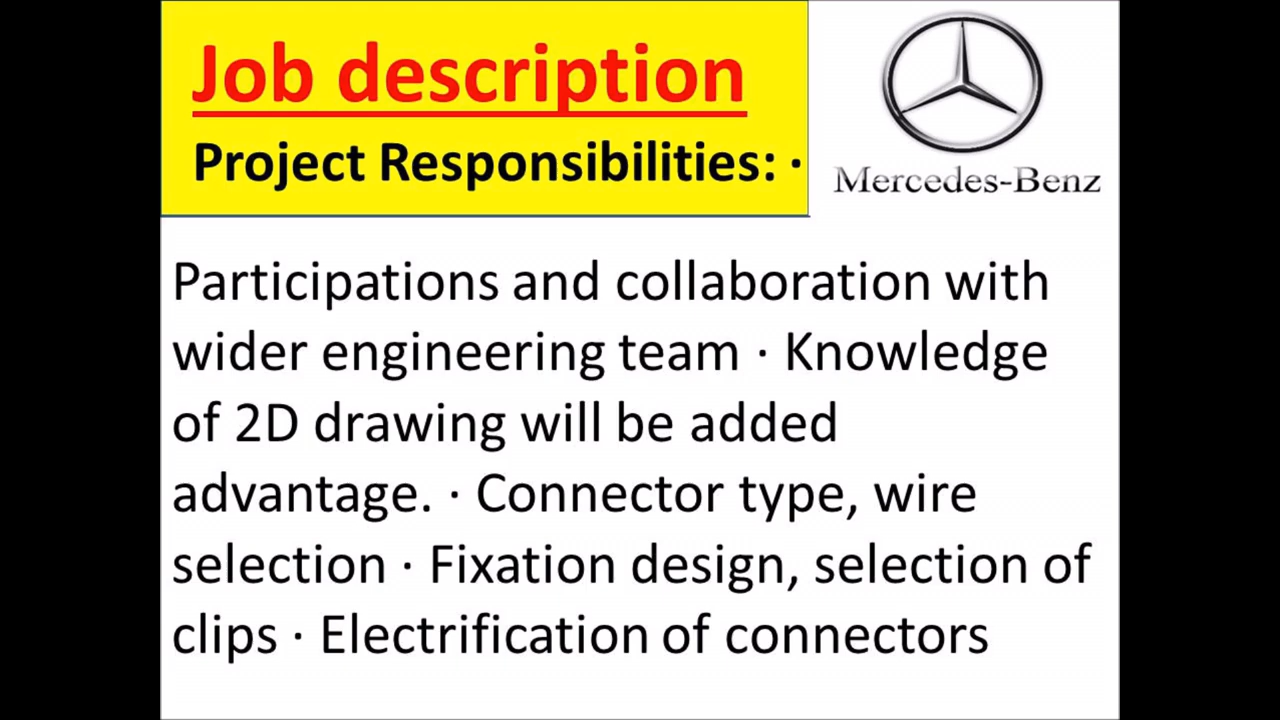 Job description
Project Responsibilities: ·
Mercedes-Benz
Participations and collaboration with
wider engineering team · Knowledge
of 2D drawing will be added
advantage. · Connector type, wire
selection · Fixation design, selection of
clips · Electrification of connectors